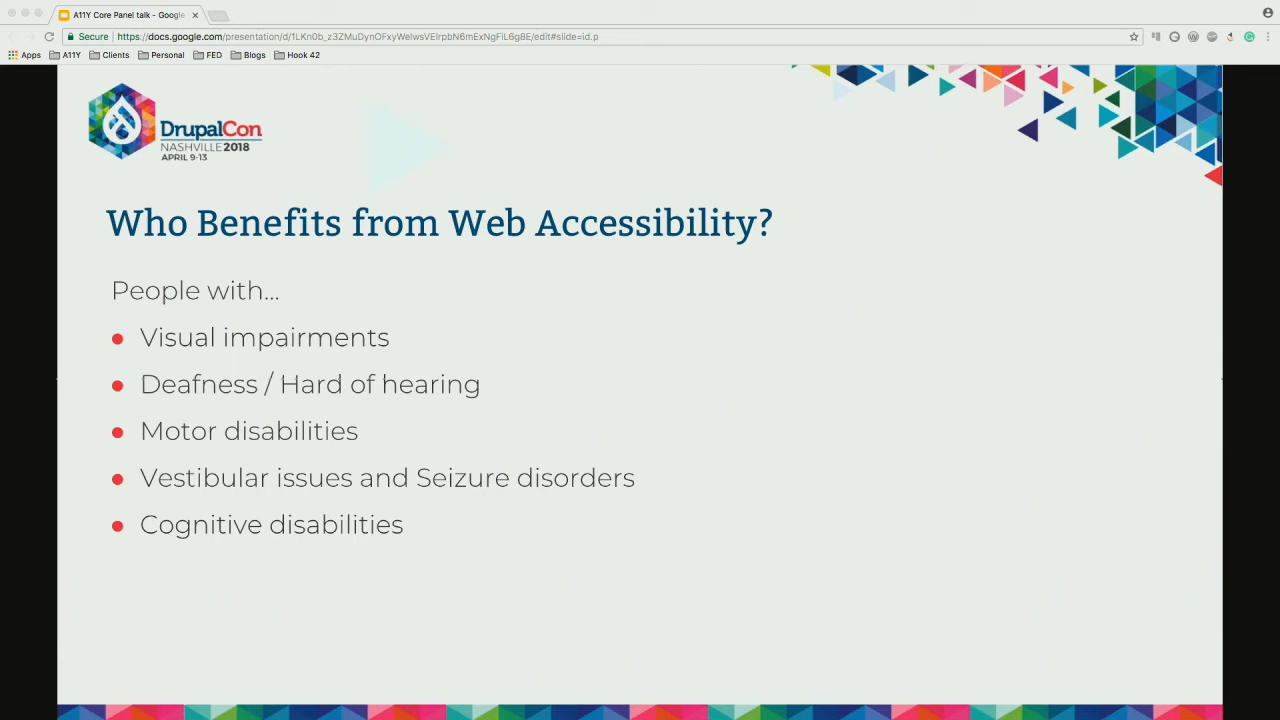 A11Y Core Panel talk - Google
Secure
https://docs.google.com/presentation/d/1LKn0b_z3ZMuDynOFxyWelwsVEIrpbN6mExNgFiL6g8E/edit#slide=id.p
Apps
A11Y
Clients
Personal
FED
Blogs
Hook 42
DrupalCon
NASHVILLE 2018
APRIL 9-13
Who Benefits from Web Accessibility?
People with...
Visual impairments
Deafness / Hard of hearing
Motor disabilities
Vestibular issues and Seizure disorders
Cognitive disabilities